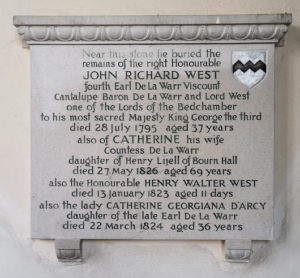 Near this stone lie buried the
remains of the right Honourable
JOHN RICHARD WEST
fourth Earl De La Warr Viscount
Cantalupe Baron De La Warr and Lord West
one of the Lords of the Bedchamber
to his most sacred Majesty King George the third
died 28 July 1795 aged 37 years
also of CATHERINE his wife
Countess De La Warr
daughter of Henry Lijell of Bourn Hall
died 27 May 1826 aged 69 years
also the Honourable HENRY WALTER WEST
died 13 January 1823 aged 11 days
also the lady CATHERINE GEORGIANA D'ARCY
daughter of the late Earl De La Warr
died 22 March 1824 aged 36 years